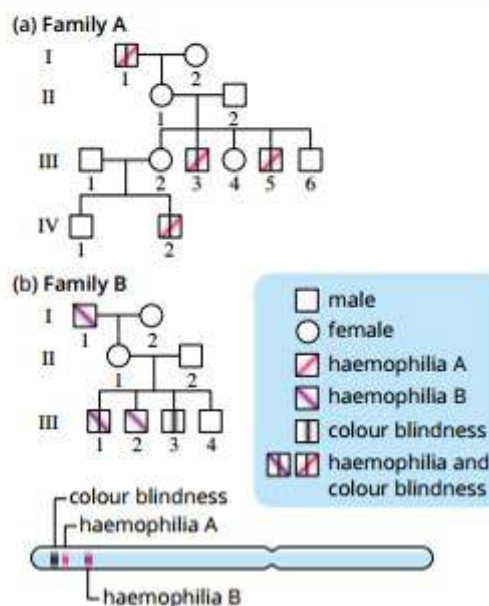 (a) Family A
I
1
2
II
1
2
III
1
2
3
4
5
6
IV
1
2
(b) Family B
I
1
2
II
1
2
III
1
2
3
4
male
female
haemophilia A
haemophilia B
colour blindness
haemophilia and
colour blindness
colour blindness
haemophilia A
haemophilia B